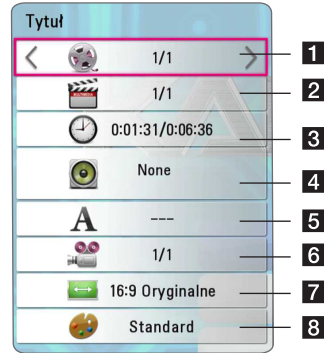 Tytuł
1/1 1
1/1 2
0:01:31/0:06:36 3
None 4
A --- 5
1/1 6
16:9 Oryginalne 7
Standard 8